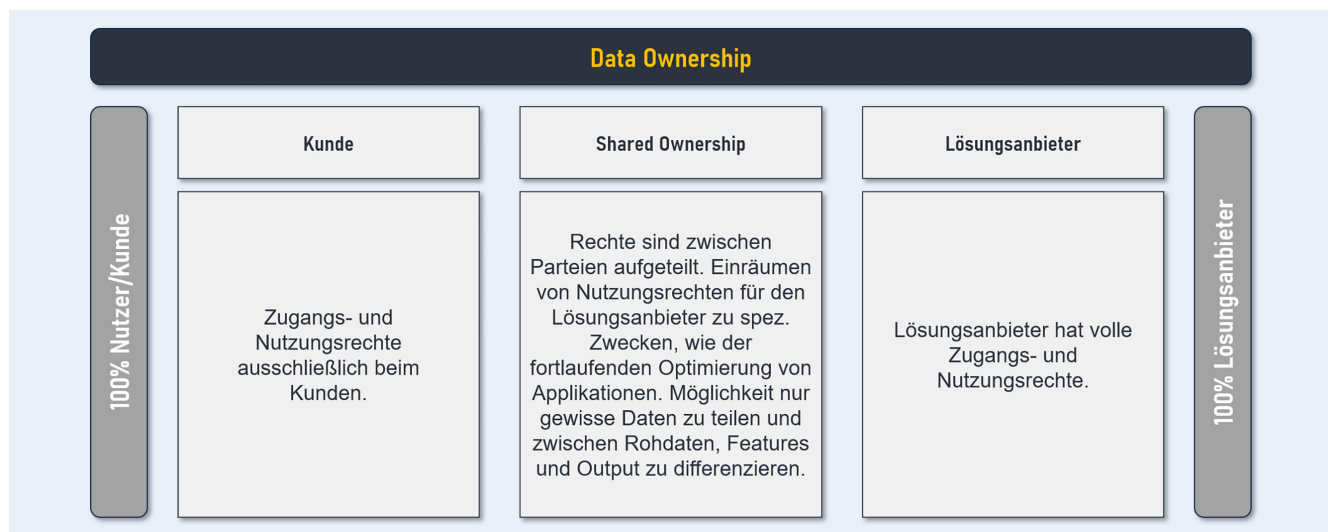 Data Ownership
100% Nutzer/Kunde
Kunde
Zugangs- und
Nutzungsrechte
ausschließlich beim
Kunden.
Shared Ownership
Rechte sind zwischen
Parteien aufgeteilt. Einräumen
von Nutzungsrechten für den
Lösungsanbieter zu spez.
Zwecken, wie der
fortlaufenden Optimierung von
Applikationen. Möglichkeit nur
gewisse Daten zu teilen und
zwischen Rohdaten, Features
und Output zu differenzieren.
Lösungsanbieter
Lösungsanbieter hat volle
Zugangs- und
Nutzungsrechte.
100% Lösungsanbieter